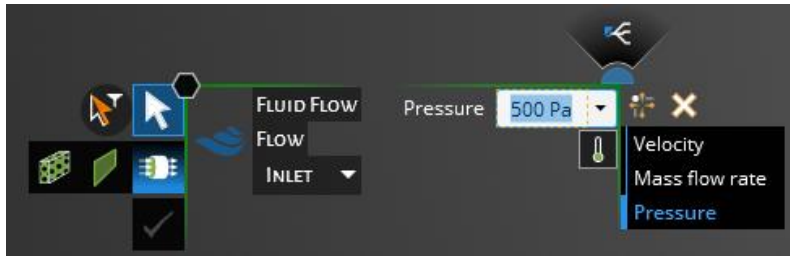 FLUID FLOW
FLOW
INLET
Pressure 500 Pa
Velocity
Mass flow rate
Pressure